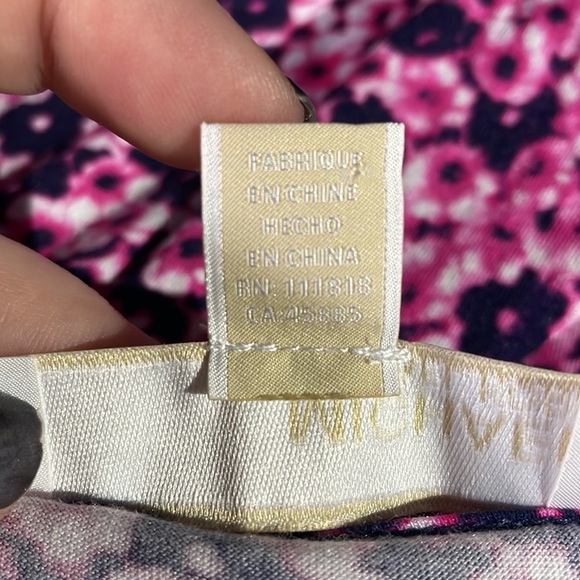 FABRIQUE
EN CHINE
HECHO
EN CHINA
RN: 111818
CA:45885